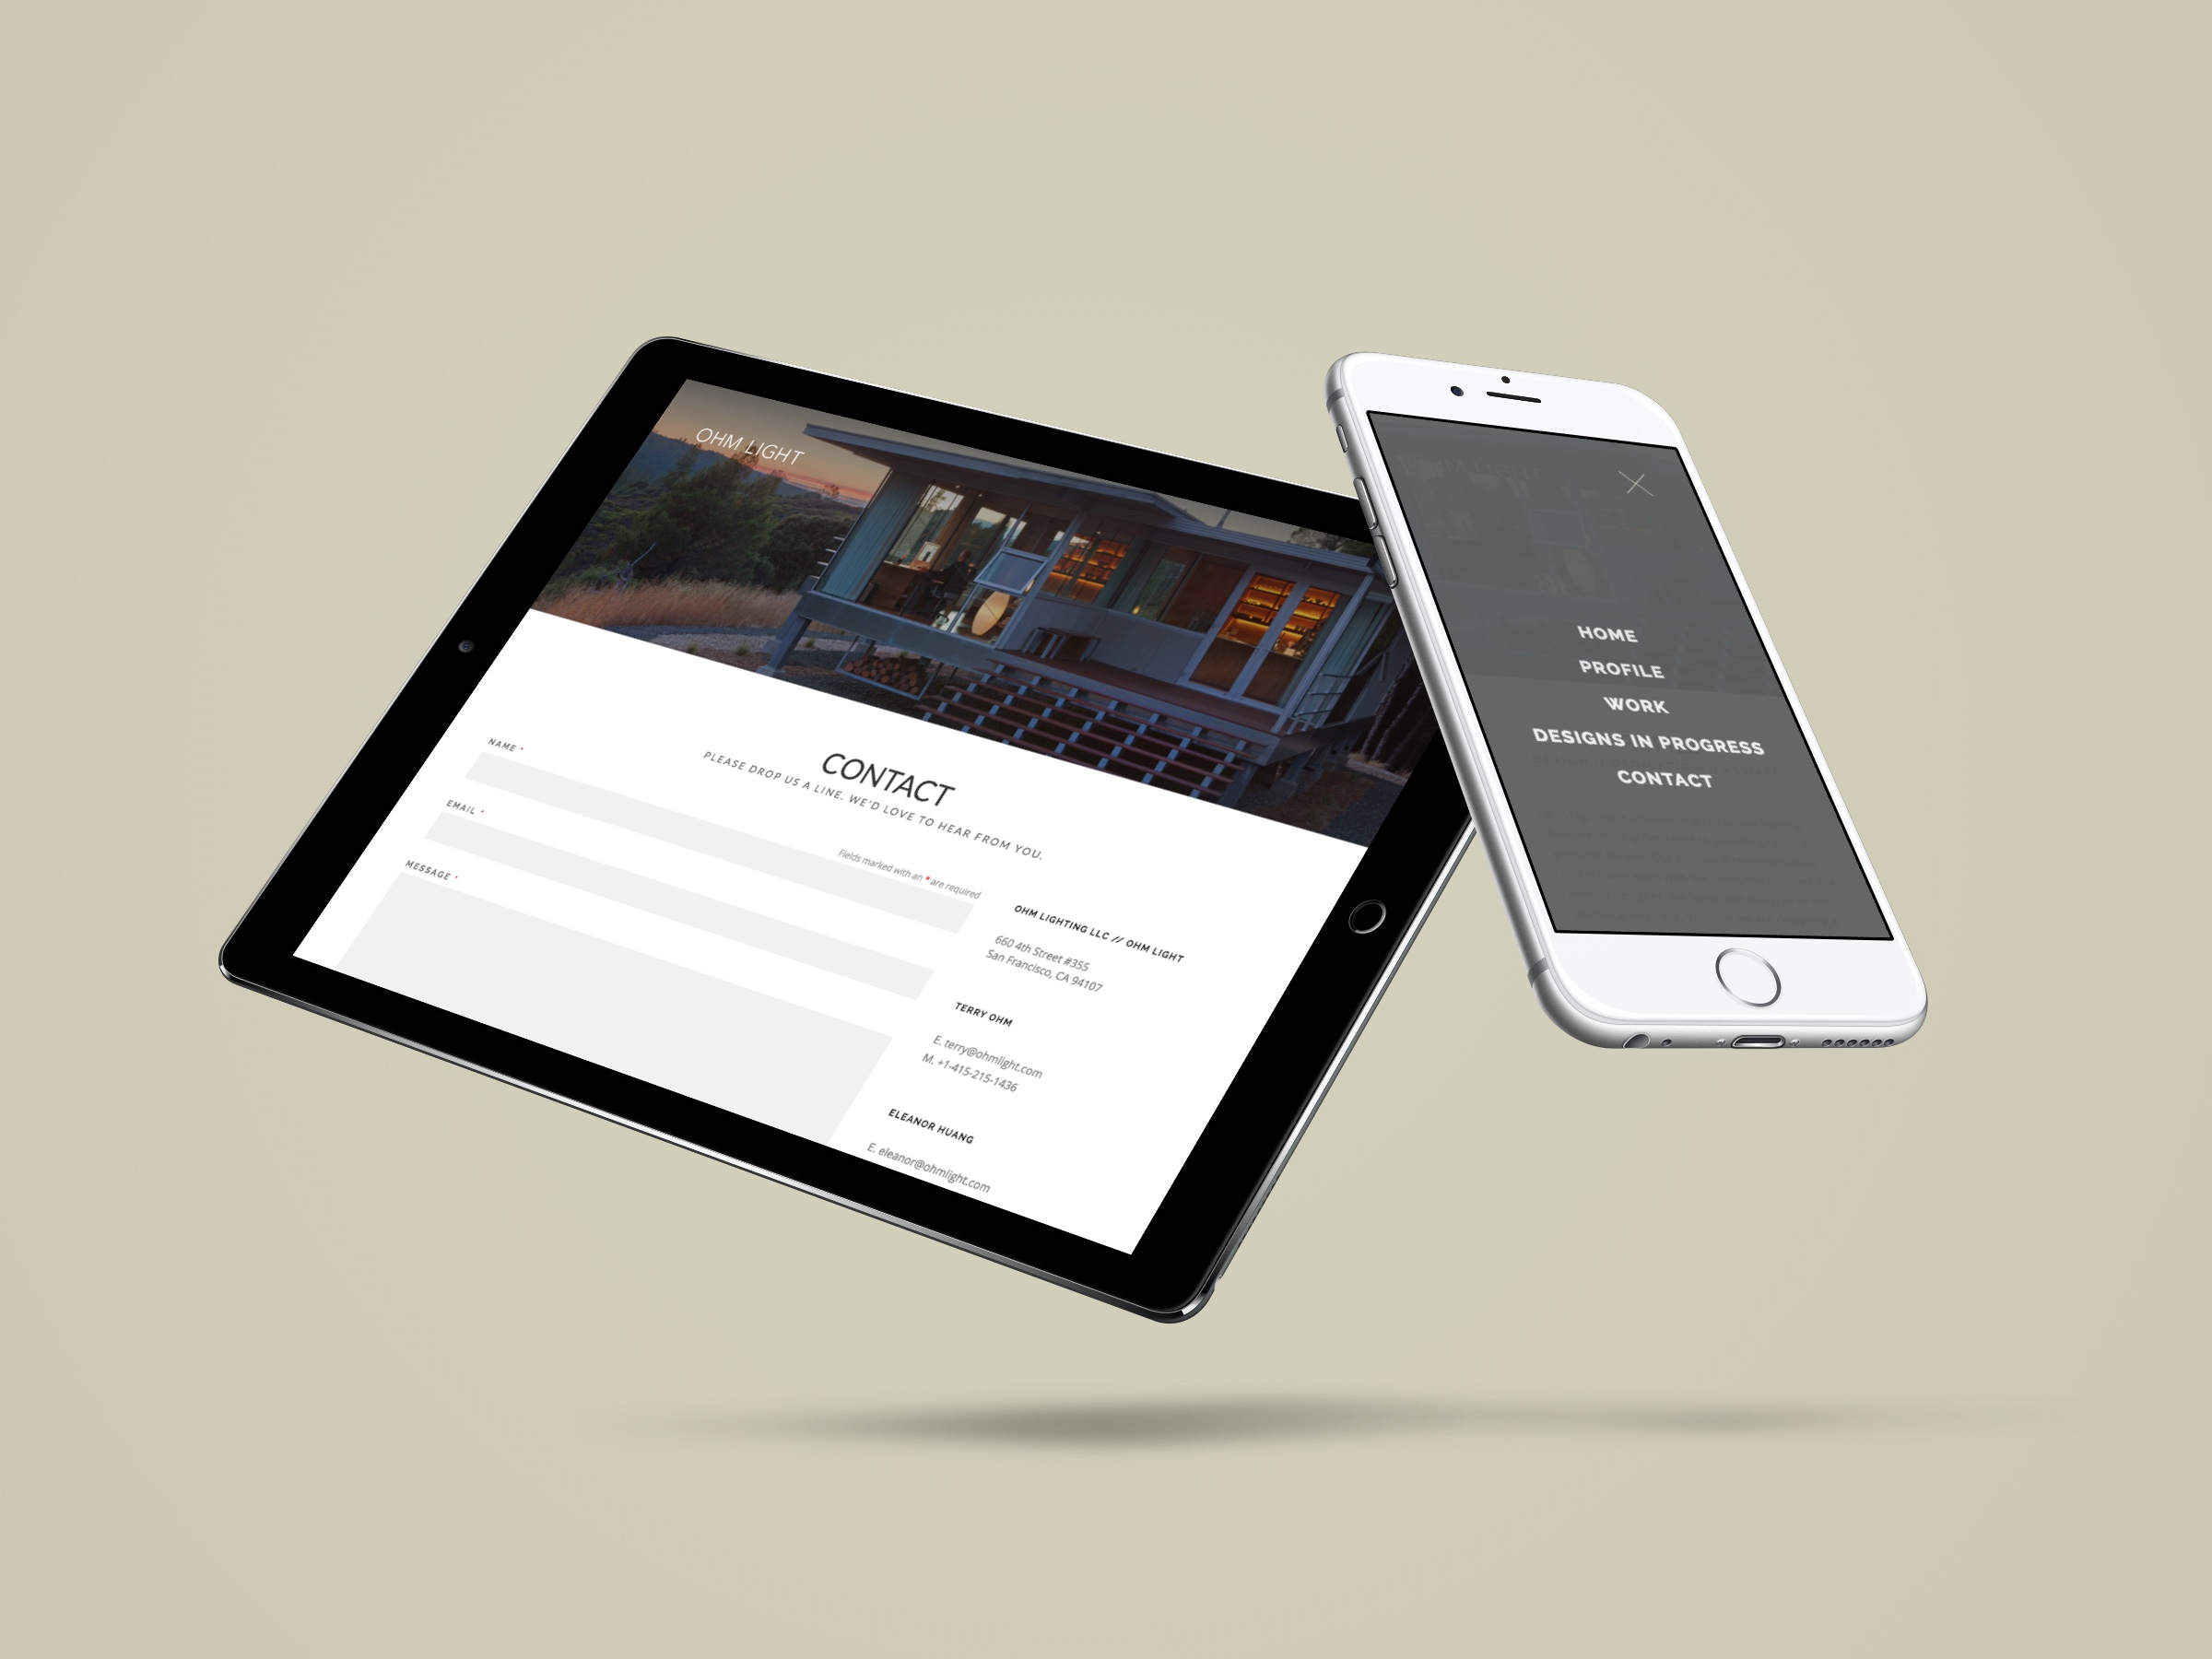 OHM LIGHT
CONTACT
PLEASE DROP US A LINE. WE'D LOVE TO HEAR FROM YOU.
Fields marked with an * are required
NAME *
EMAIL *
MESSAGE *
OHM LIGHTING LLC // OHM LIGHT
660 4th Street #355
San Francisco, CA 94107
TERRY OHM
E. terry@ohmlight.com
M. +1-415-215-1436
ELEANOR HUANG
E. eleanor@ohmlight.com
HOME
PROFILE
WORK
DESIGNS IN PROGRESS
CONTACT